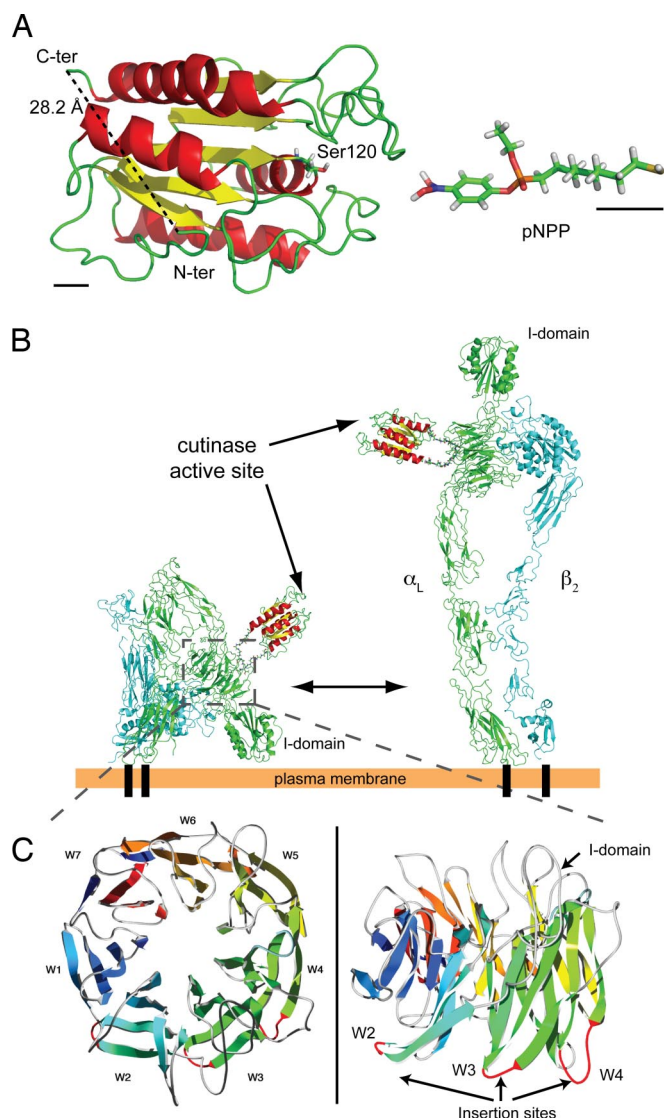 A
C-ter
28.2 Å
Ser120
N-ter
pNPP
B
I-domain
cutinase
active site
αL
β2
I-domain
plasma membrane
C
W6
W7
W5
W1
W4
W2
W3
I-domain
W2
W3
W4
Insertion sites